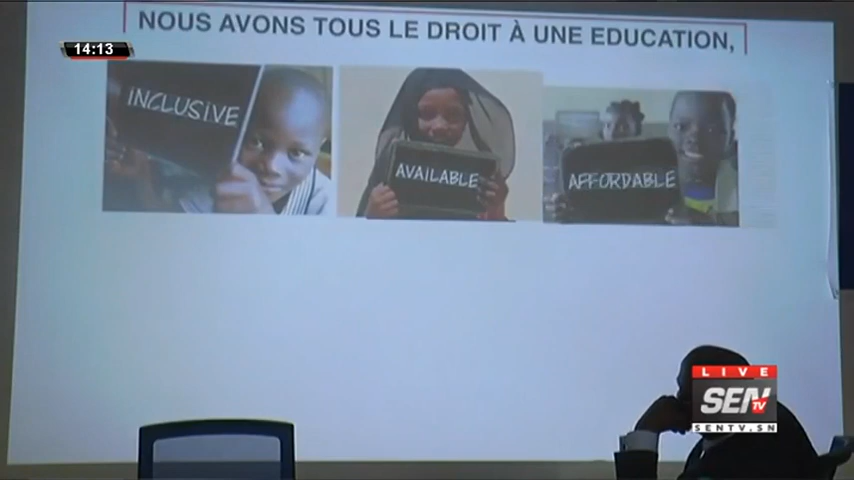 NOUS AVONS TOUS LE DROIT À UNE EDUCATION,
14:13
INCLUSIVE
AVAILABLE
AFFORDABLE
LIVE
SEN TV
SENTV.SN